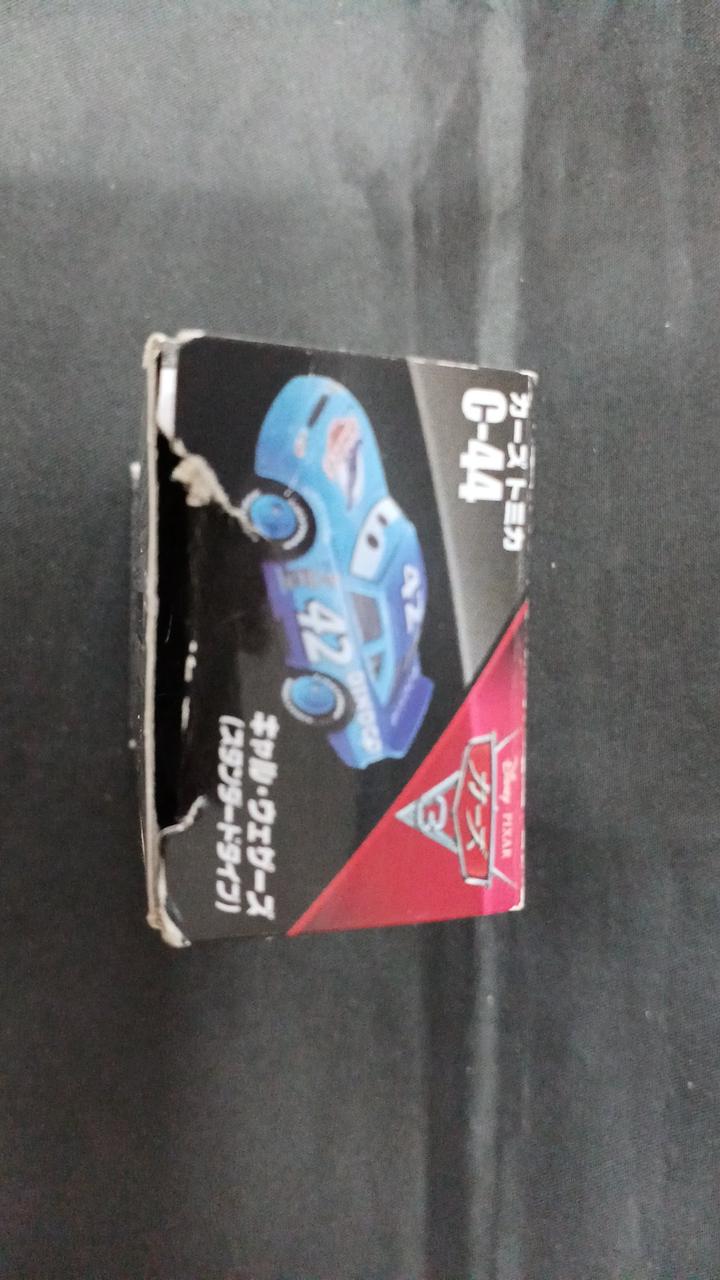 カーズトミカ
C-44
Disney PIXAR
カーズ
3
42
42
DINOCO
キャル・ウェザーズ
(スタンダードタイプ)